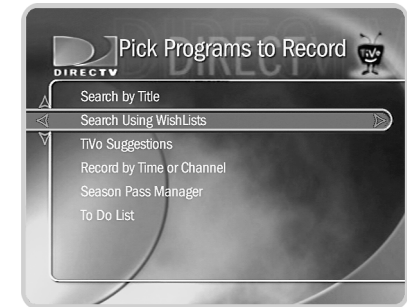 Pick Programs to Record
TiVo
DIRECTV
Search by Title
Search Using WishLists
TiVo Suggestions
Record by Time or Channel
Season Pass Manager
To Do List